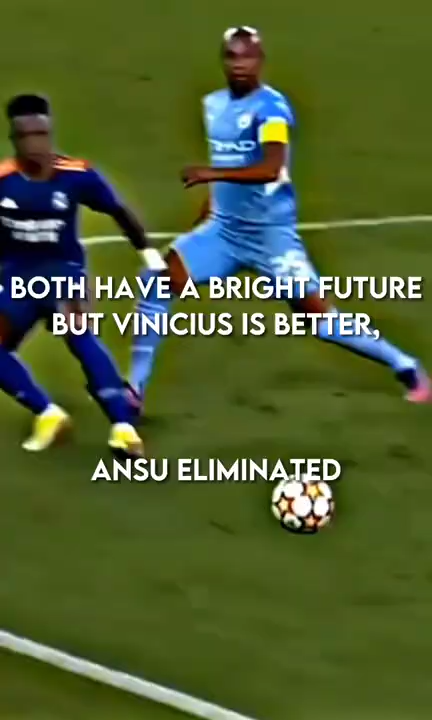 BOTH HAVE A BRIGHT FUTURE
BUT VINICIUS IS BETTER,
ANSU ELIMINATED